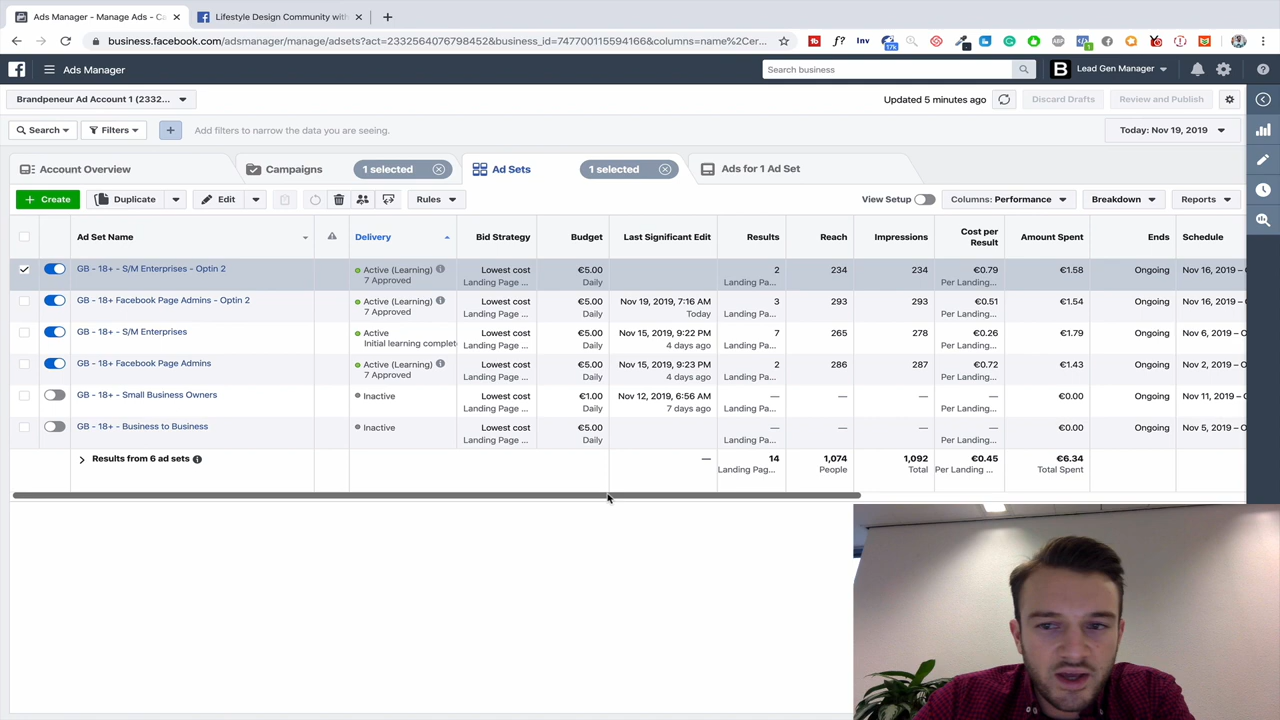 Ads Manager - Manage Ads - Ca
Lifestyle Design Community with
business.facebook.com/adsmanager/manage/adsets?act=2332564076798452&business_id=747700115594166&columns=name%2Cer...
f?
Inv
17k
Ads Manager
Search business
B
Lead Gen Manager
Brandpeneur Ad Account 1 (2332...
Updated 5 minutes ago
Discard Drafts
Review and Publish
Search
Filters
Add filters to narrow the data you are seeing.
Today: Nov 19, 2019
Account Overview
Campaigns
1 selected
Ad Sets
1 selected
Ads for 1 Ad Set
+ Create
Duplicate
Edit
Rules
View Setup
Columns: Performance
Breakdown
Reports
Ad Set Name
Delivery
Bid Strategy
Budget
Last Significant Edit
Results
Reach
Impressions
Cost per
Result
Amount Spent
Ends
Schedule
GB - 18+ - S/M Enterprises - Optin 2
Active (Learning)
7 Approved
Lowest cost
Landing Page ...
€5.00
Daily
2
Landing Pa...
234
234
€0.79
Per Landing...
€1.58
Ongoing
Nov 16, 2019 –
GB - 18+ Facebook Page Admins - Optin 2
Active (Learning)
7 Approved
Lowest cost
Landing Page ...
€5.00
Daily
Nov 19, 2019, 7:16 AM
Today
3
Landing Pa...
293
293
€0.51
Per Landing...
€1.54
Ongoing
Nov 16, 2019 –
GB - 18+ - S/M Enterprises
Active
Initial learning complet
Lowest cost
Landing Page ...
€5.00
Daily
Nov 15, 2019, 9:22 PM
4 days ago
7
Landing Pa...
265
278
€0.26
Per Landing...
€1.79
Ongoing
Nov 6, 2019 – O
GB - 18+ Facebook Page Admins
Active (Learning)
7 Approved
Lowest cost
Landing Page ...
€5.00
Daily
Nov 15, 2019, 9:23 PM
4 days ago
2
Landing Pa...
286
287
€0.72
Per Landing...
€1.43
Ongoing
Nov 2, 2019 – O
GB - 18+ - Small Business Owners
Inactive
Lowest cost
Landing Page ...
€1.00
Daily
Nov 12, 2019, 6:56 AM
7 days ago
—
Landing Pa...
—
—
—
Per Landing...
€0.00
Ongoing
Nov 11, 2019 –
GB - 18+ - Business to Business
Inactive
Lowest cost
Landing Page ...
€5.00
Daily
—
Landing Pa...
—
—
—
Per Landing...
€0.00
Ongoing
Nov 5, 2019 – O
Results from 6 ad sets
—
14
Landing Pag...
1,074
People
1,092
Total
€0.45
Per Landing ...
€6.34
Total Spent